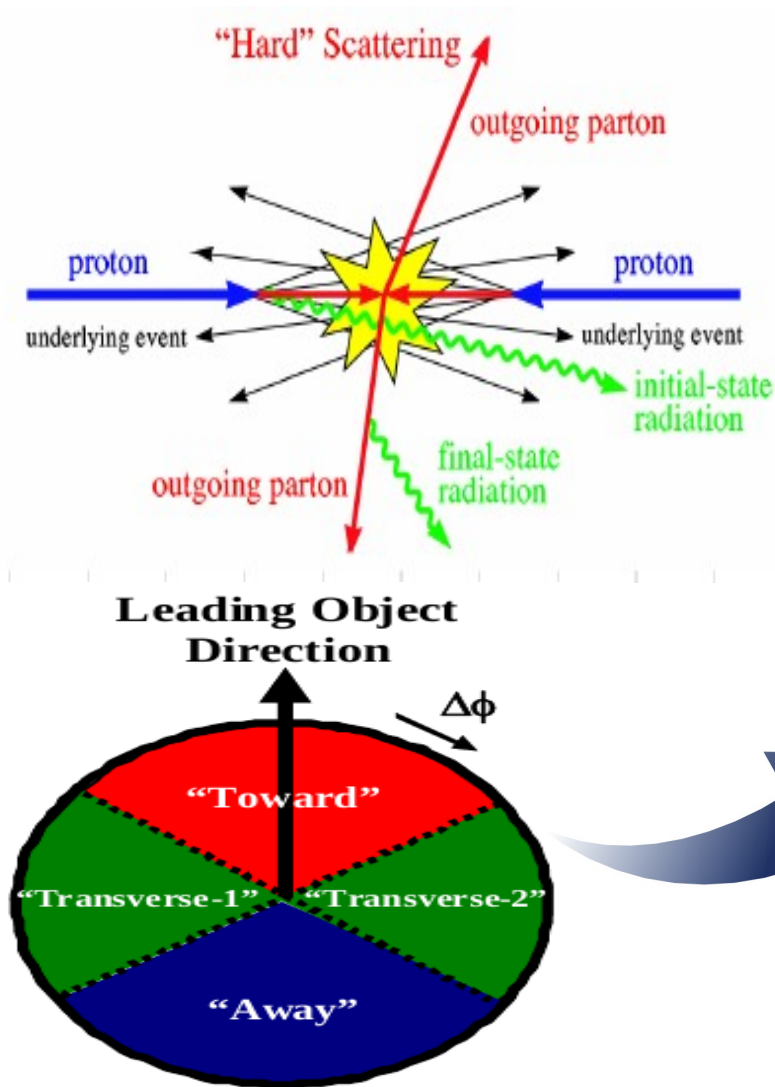 “Hard” Scattering
outgoing parton
proton
proton
underlying event
underlying event
initial-state
radiation
final-state
radiation
outgoing parton
Leading Object
Direction
Δϕ
“Toward”
“Transverse-1”
“Transverse-2”
“Away”